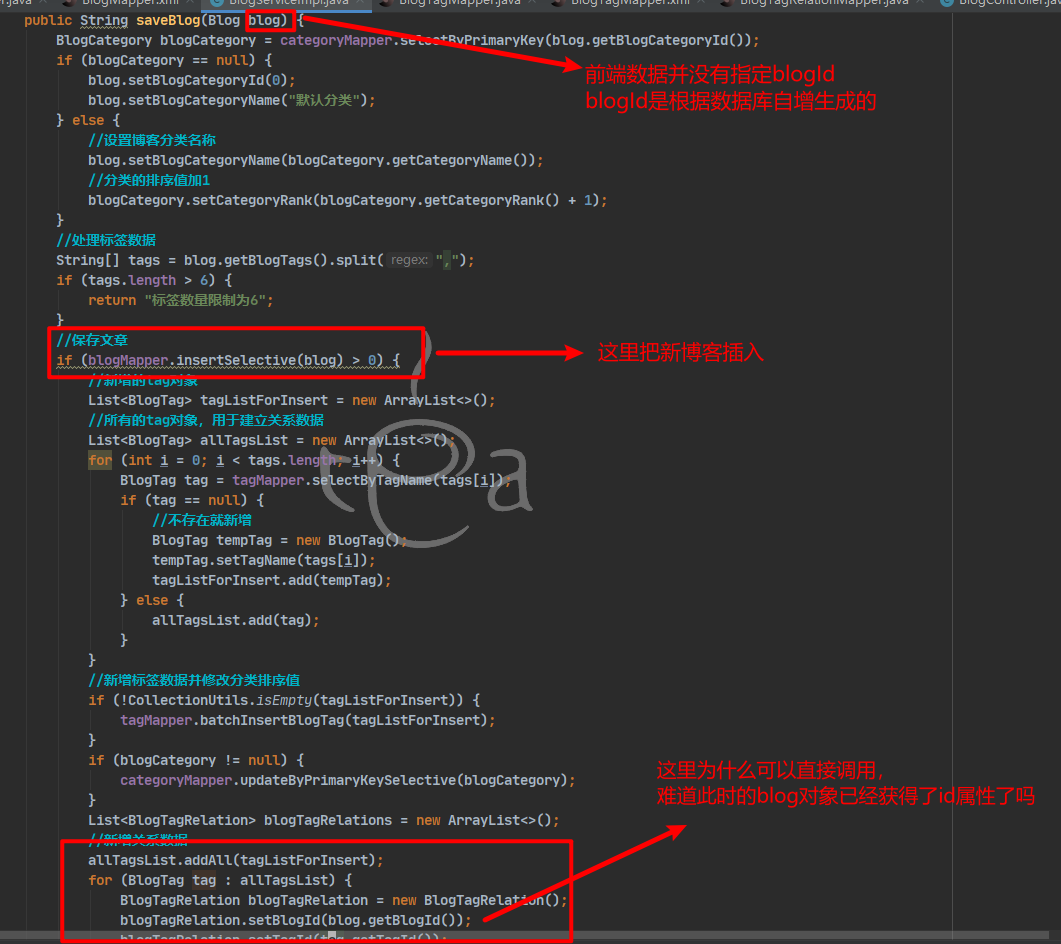 r.java BlogMapper.xml BlogServiceImpl.java BlogTagMapper.java BlogTagMapper.xml BlogTagRelationMapper.java BlogController.jav
public String saveBlog(Blog blog) {
BlogCategory blogCategory = categoryMapper.selectByPrimaryKey(blog.getBlogCategoryId());
if (blogCategory == null) {
前端数据并没有指定blogId
blog.setBlogCategoryId(0);
blogId是根据数据库自增生成的
blog.setBlogCategoryName("默认分类");
} else {
//设置博客分类名称
blog.setBlogCategoryName(blogCategory.getCategoryName());
//分类的排序值加1
blogCategory.setCategoryRank(blogCategory.getCategoryRank() + 1);
}
//处理标签数据
String[] tags = blog.getBlogTags().split( regex: ",");
if (tags.length > 6) {
return "标签数量限制为6";
}
//保存文章
这里把新博客插入
if (blogMapper.insertSelective(blog) > 0) {
//新增的tag对象
List<BlogTag> tagListForInsert = new ArrayList<>();
//所有的tag对象，用于建立关系数据
List<BlogTag> allTagsList = new ArrayList<>();
for (int i = 0; i < tags.length; i++) {
BlogTag tag = tagMapper.selectByTagName(tags[i]);
if (tag == null) {
//不存在就新增
BlogTag tempTag = new BlogTag();
tempTag.setTagName(tags[i]);
tagListForInsert.add(tempTag);
} else {
allTagsList.add(tag);
}
}
//新增标签数据并修改分类排序值
if (!CollectionUtils.isEmpty(tagListForInsert)) {
tagMapper.batchInsertBlogTag(tagListForInsert);
}
if (blogCategory != null) {
这里为什么可以直接调用，
categoryMapper.updateByPrimaryKeySelective(blogCategory);
难道此时的blog对象已经获得了id属性了吗
}
List<BlogTagRelation> blogTagRelations = new ArrayList<>();
//新增关系数据
allTagsList.addAll(tagListForInsert);
for (BlogTag tag : allTagsList) {
BlogTagRelation blogTagRelation = new BlogTagRelation();
blogTagRelation.setBlogId(blog.getBlogId());
blogTagRelation.setTagId(tag.getTagId());